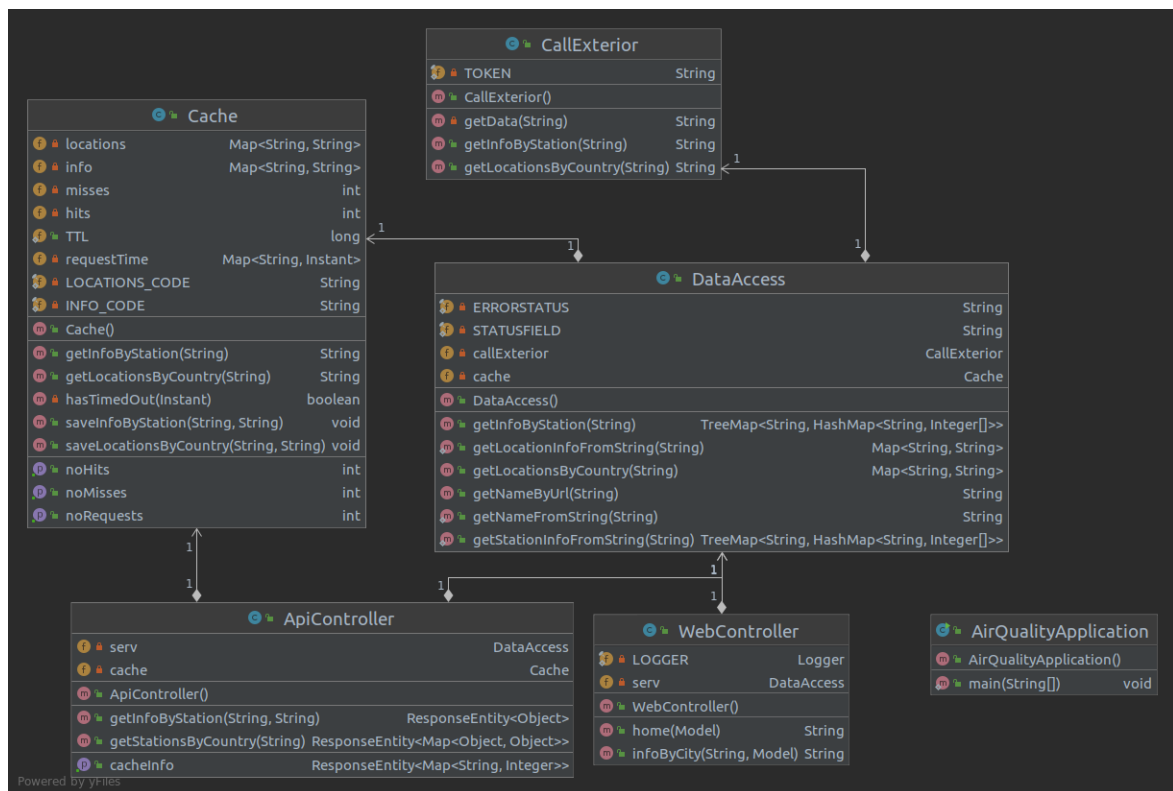 CallExterior
TOKEN String
CallExterior()
getData(String) String
getInfoByStation(String) String
getLocationsByCountry(String) String
Cache
locations Map<String, String>
info Map<String, String>
misses int
hits int
TTL long
requestTime Map<String, Instant>
LOCATIONS_CODE String
INFO_CODE String
Cache()
getInfoByStation(String) String
getLocationsByCountry(String) String
hasTimedOut(Instant) boolean
saveInfoByStation(String, String) void
saveLocationsByCountry(String, String) void
noHits int
noMisses int
noRequests int
1
1
1
1
DataAccess
ERRORSTATUS String
STATUSFIELD String
callExterior CallExterior
cache Cache
DataAccess()
getInfoByStation(String) TreeMap<String, HashMap<String, Integer[]>>
getLocationInfoFromString(String) Map<String, String>
getLocationsByCountry(String) Map<String, String>
getNameByUrl(String) String
getNameFromString(String) String
getStationInfoFromString(String) TreeMap<String, HashMap<String, Integer[]>>
1
1
1
1
1
ApiController
serv DataAccess
cache Cache
ApiController()
getInfoByStation(String, String) ResponseEntity<Object>
getStationsByCountry(String) ResponseEntity<Map<Object, Object>>
cacheInfo ResponseEntity<Map<String, Integer>>
WebController
LOGGER Logger
serv DataAccess
WebController()
home(Model) String
infoByCity(String, Model) String
AirQualityApplication
AirQualityApplication()
main(String[]) void
Powered by yFiles